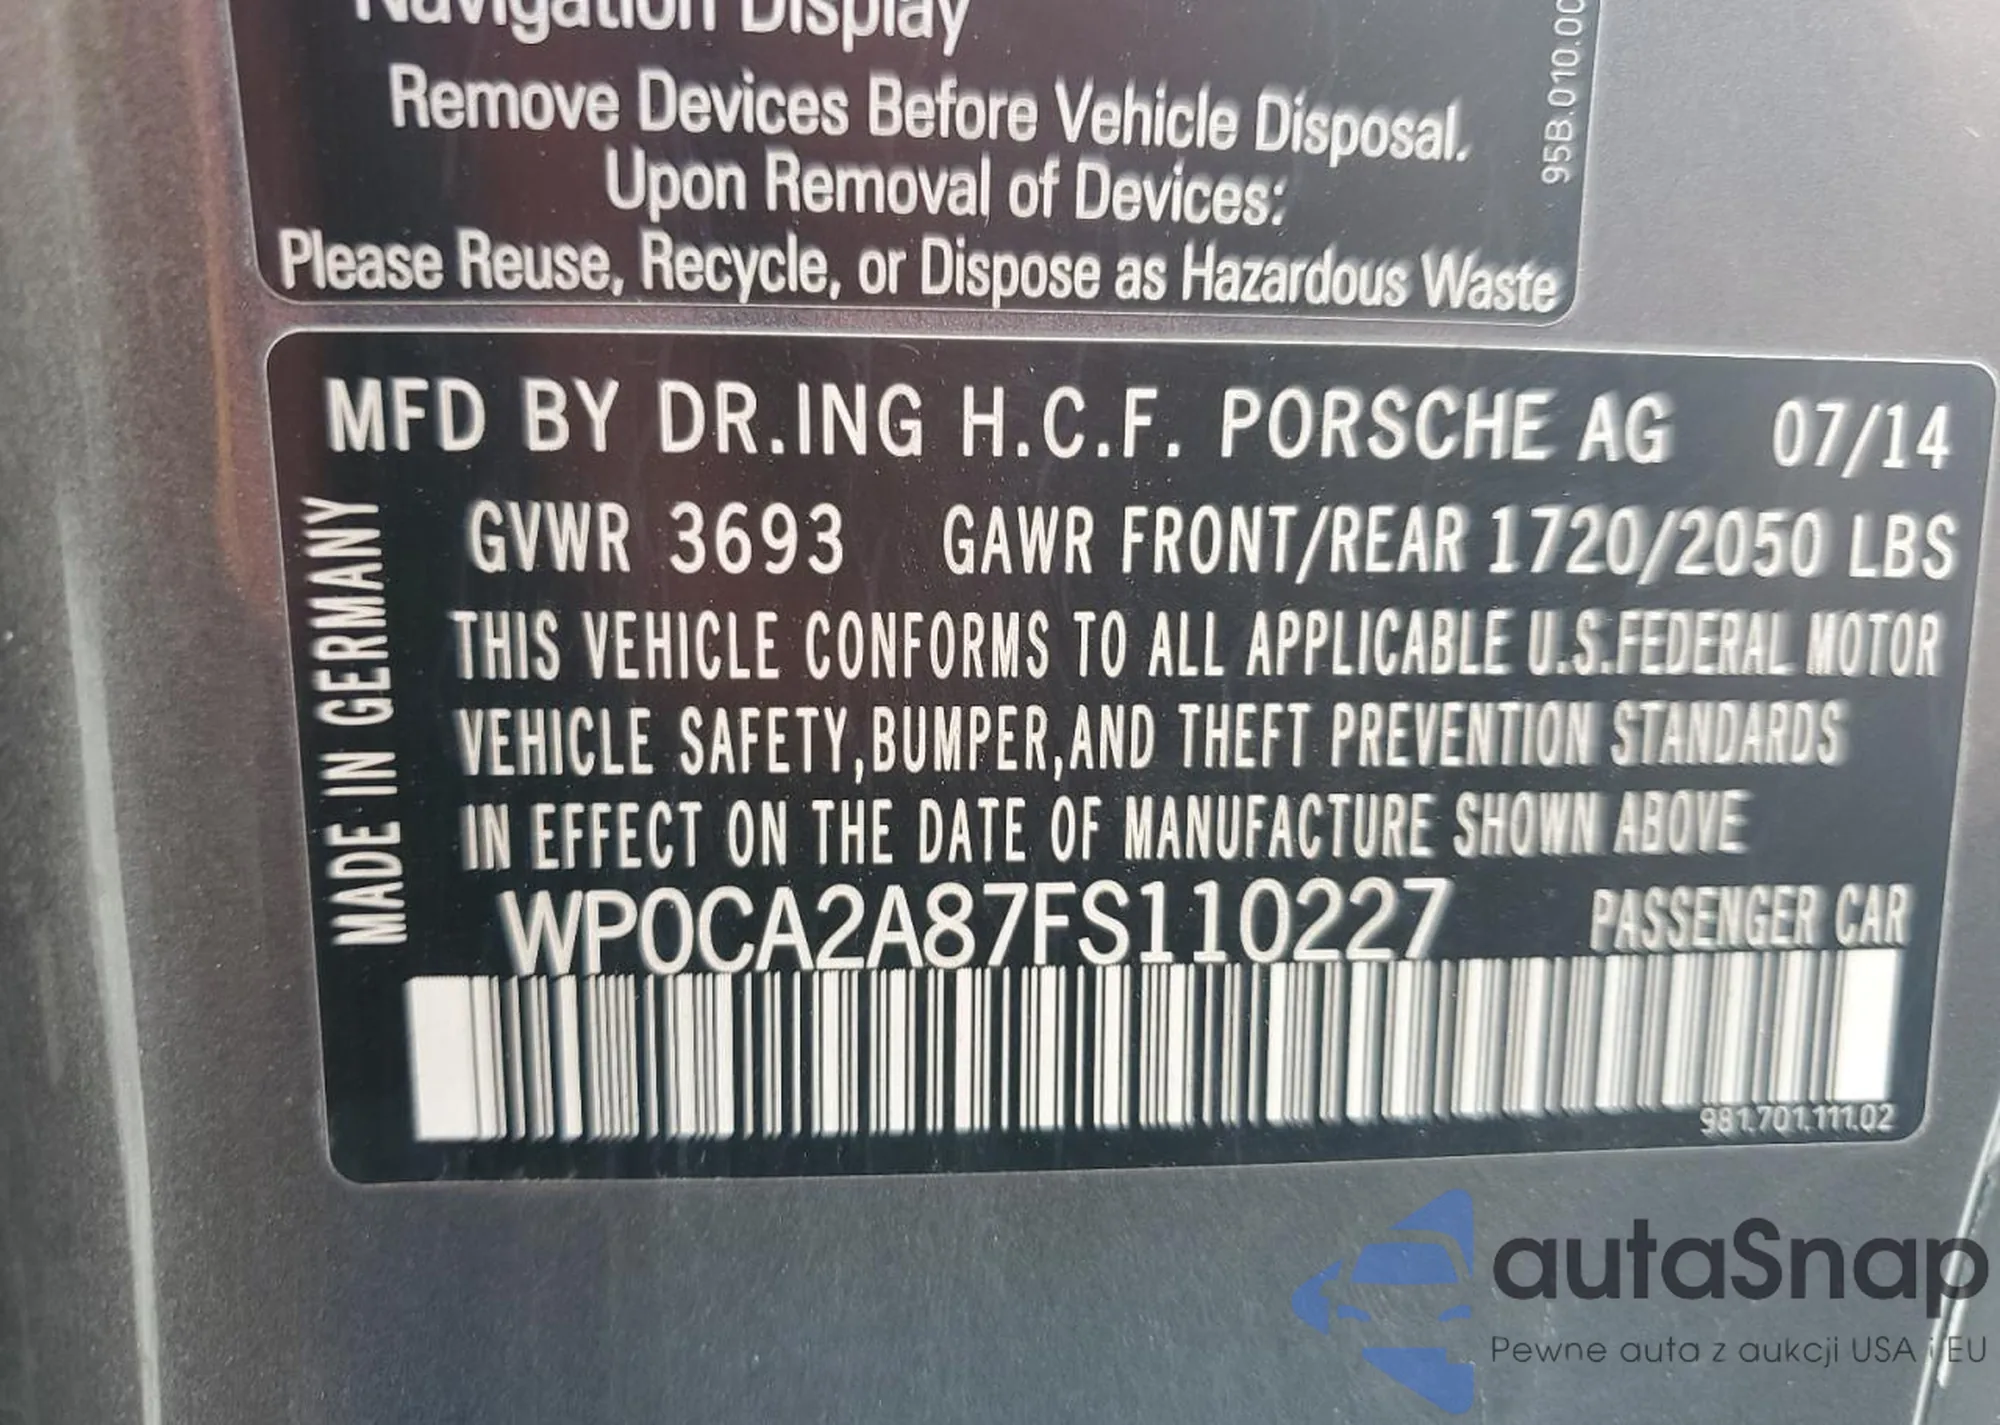 Navigation Display
Remove Devices Before Vehicle Disposal.
Upon Removal of Devices:
Please Reuse, Recycle, or Dispose as Hazardous Waste
95B.010.00
MFD BY DR.ING H.C.F. PORSCHE AG 07/14
GVWR 3693 GAWR FRONT/REAR 1720/2050 LBS
THIS VEHICLE CONFORMS TO ALL APPLICABLE U.S.FEDERAL MOTOR
VEHICLE SAFETY,BUMPER,AND THEFT PREVENTION STANDARDS
IN EFFECT ON THE DATE OF MANUFACTURE SHOWN ABOVE
WP0CA2A87FS110227 PASSENGER CAR
MADE IN GERMANY
981.701.111.02
autaSnap
Pewne auta z aukcji USA i EU